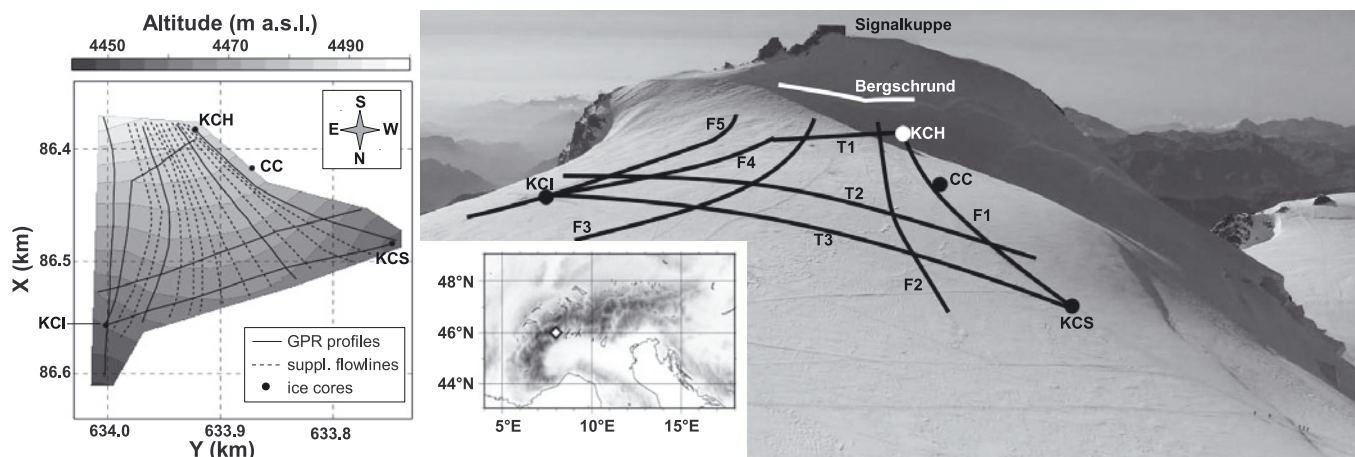 Altitude (m a.s.l.)
4450 4470 4490
S
E W
N
KCH
CC
KCS
KCI
86.4
86.5
86.6
X (km)
GPR profiles
suppl. flowlines
ice cores
634.0 633.9 633.8
Y (km)
Signalkuppe
Bergschrund
F5
KCH
T1
F4
KCI
CC
T2
F1
F3
T3
F2
KCS
48°N
46°N
44°N
5°E 10°E 15°E